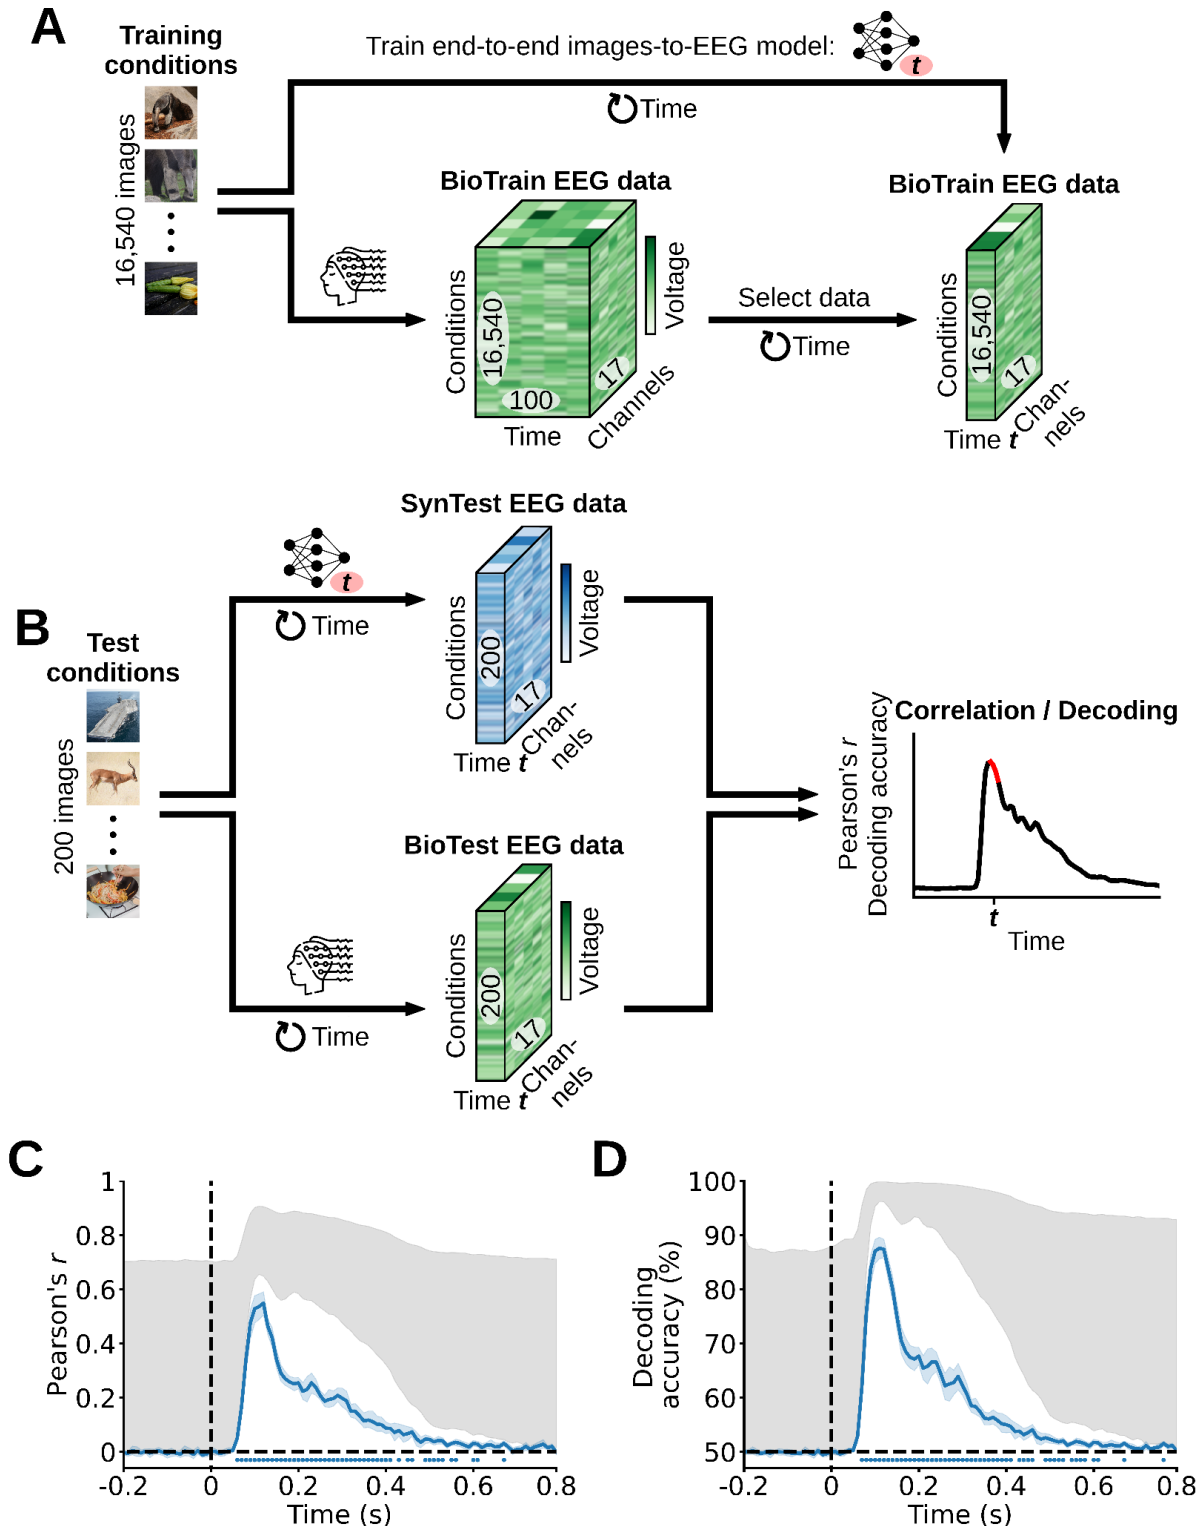 A
Training
conditions
16,540 images
Train end-to-end images-to-EEG model:
t
Time
BioTrain EEG data
Conditions
16,540
100
17
Time
Channels
Voltage
Select data
Time
BioTrain EEG data
Conditions
16,540
17
Time t
Chan-
nels
B
Test
conditions
200 images
t
Time
SynTest EEG data
Conditions
200
17
Time t
Chan-
nels
Voltage
Time
BioTest EEG data
Conditions
200
17
Time t
Chan-
nels
Voltage
Correlation / Decoding
Pearson's r
Decoding accuracy
t
Time
C
Pearson's r
1
0.8
0.6
0.4
0.2
0
-0.2 0 0.2 0.4 0.6 0.8
Time (s)
D
Decoding
accuracy (%)
100
90
80
70
60
50
-0.2 0 0.2 0.4 0.6 0.8
Time (s)